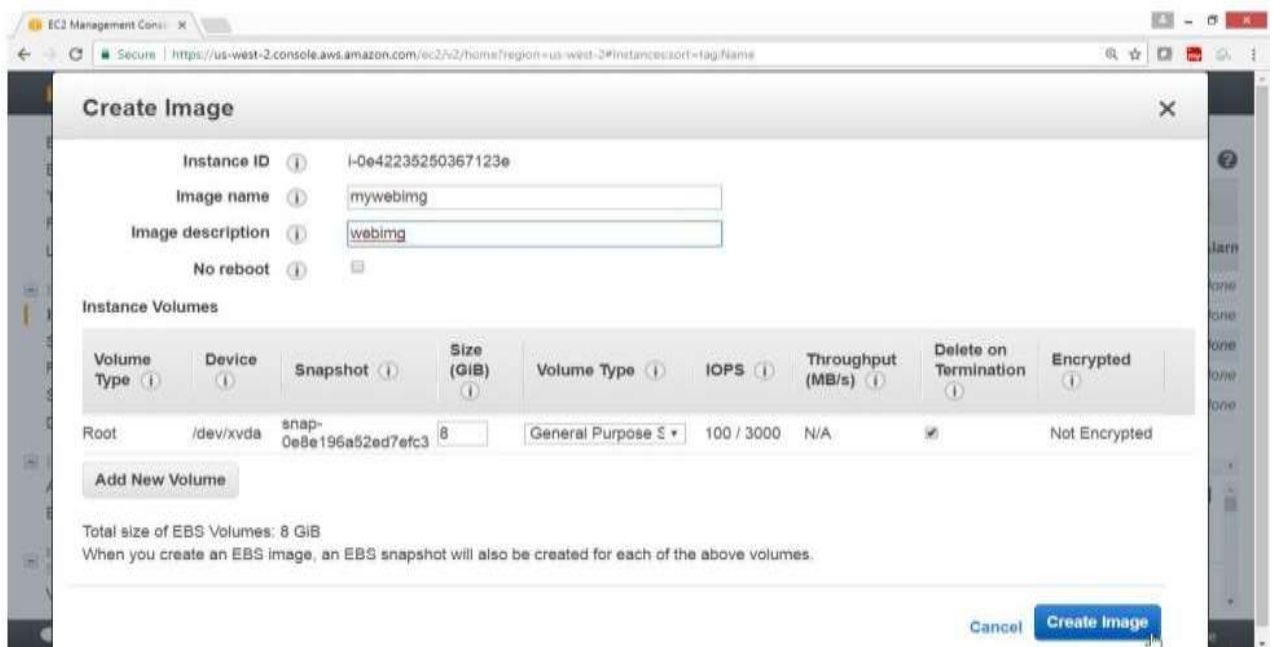 EC2 Management Consol
Secure | https://us-west-2.console.aws.amazon.com/ec2/v2/home?region=us-west-2#Instances:sort=tag:Name
Create Image
Instance ID i-0e42235250367123e
Image name mywebimg
Image description webimg
No reboot
Instance Volumes
Volume Type Device Snapshot Size (GiB) Volume Type IOPS Throughput (MB/s) Delete on Termination Encrypted
Root /dev/xvda snap-0e8e196a52ed7efc3 8 General Purpose S 100 / 3000 N/A Not Encrypted
Add New Volume
Total size of EBS Volumes: 8 GiB
When you create an EBS image, an EBS snapshot will also be created for each of the above volumes.
Cancel Create Image